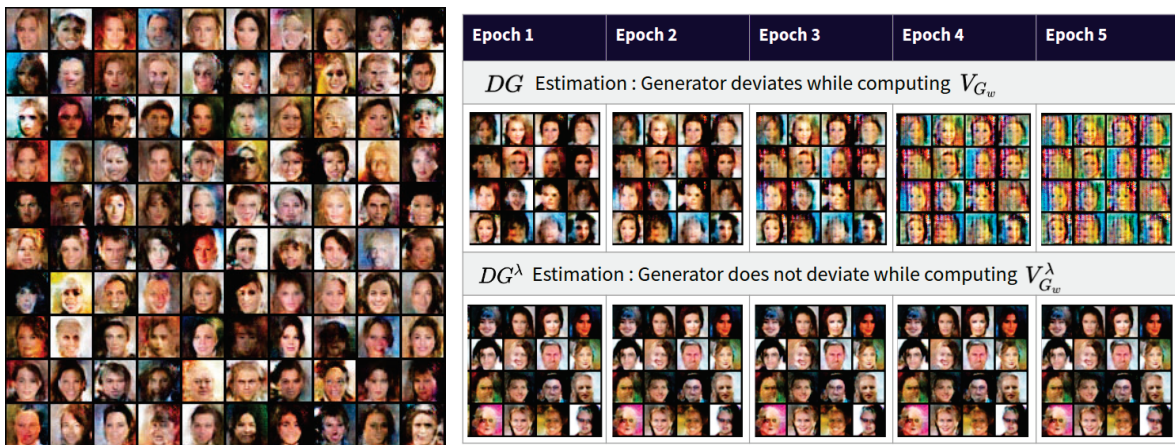 Epoch 1 Epoch 2 Epoch 3 Epoch 4 Epoch 5
DG Estimation : Generator deviates while computing V_{G_w}
DG^λ Estimation : Generator does not deviate while computing V^λ_{G_w}